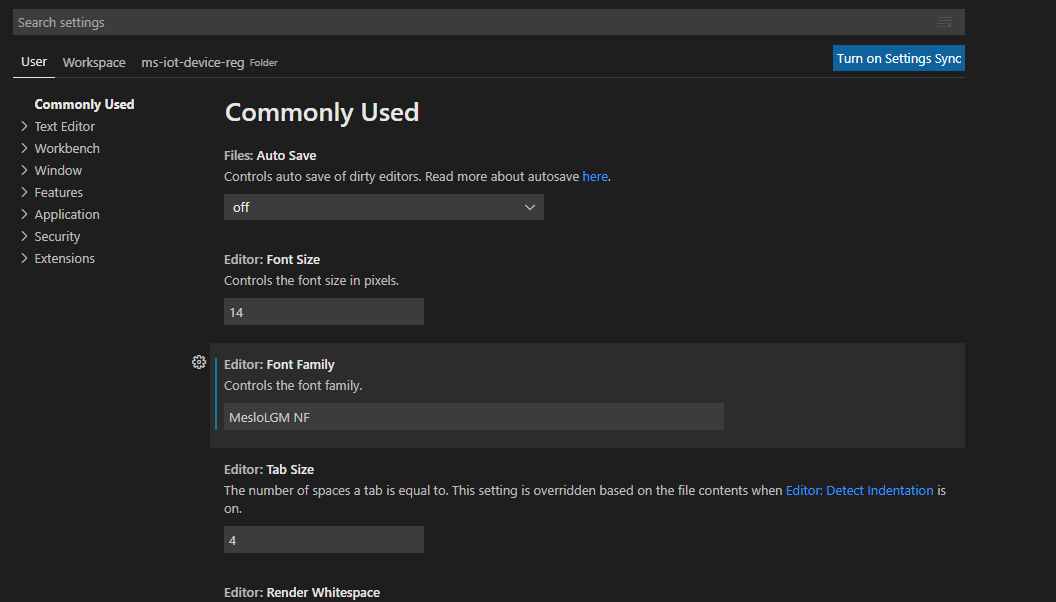 Search settings
User Workspace ms-iot-device-reg Folder
Turn on Settings Sync
Commonly Used
Text Editor
Workbench
Window
Features
Application
Security
Extensions
Commonly Used
Files: Auto Save
Controls auto save of dirty editors. Read more about autosave here.
off
Editor: Font Size
Controls the font size in pixels.
14
Editor: Font Family
Controls the font family.
MesloLGM NF
Editor: Tab Size
The number of spaces a tab is equal to. This setting is overridden based on the file contents when Editor: Detect Indentation is
on.
4
Editor: Render Whitespace